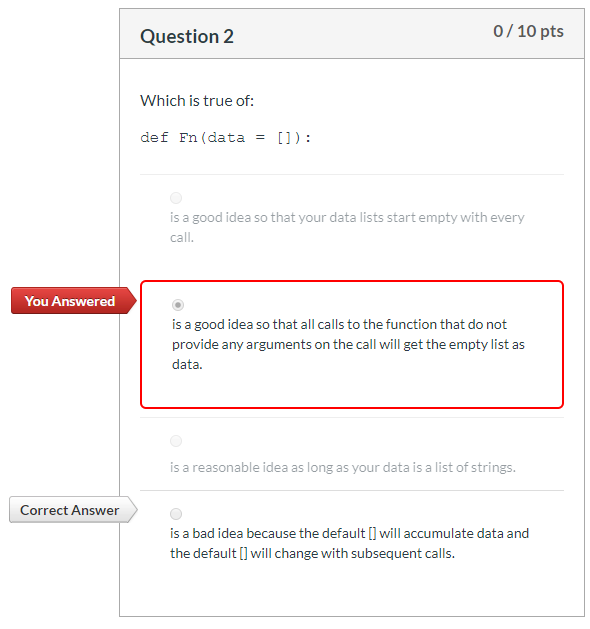 Question 2
0 / 10 pts
Which is true of:
def Fn(data = []):
is a good idea so that your data lists start empty with every
call.
You Answered
is a good idea so that all calls to the function that do not
provide any arguments on the call will get the empty list as
data.
is a reasonable idea as long as your data is a list of strings.
Correct Answer
is a bad idea because the default [] will accumulate data and
the default [] will change with subsequent calls.